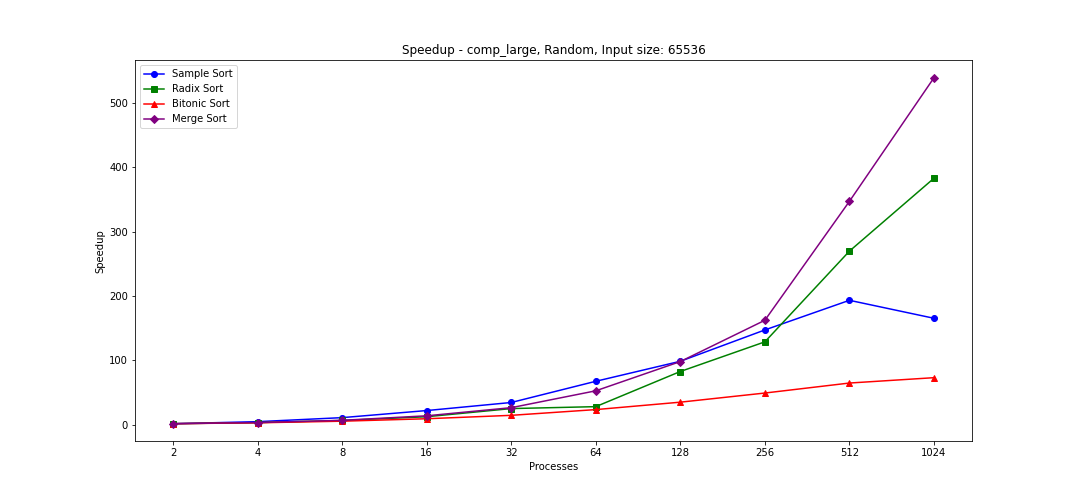 Speedup - comp_large, Random, Input size: 65536
Sample Sort
Radix Sort
Bitonic Sort
Merge Sort
Speedup
500
400
300
200
100
0
2 4 8 16 32 64 128 256 512 1024
Processes